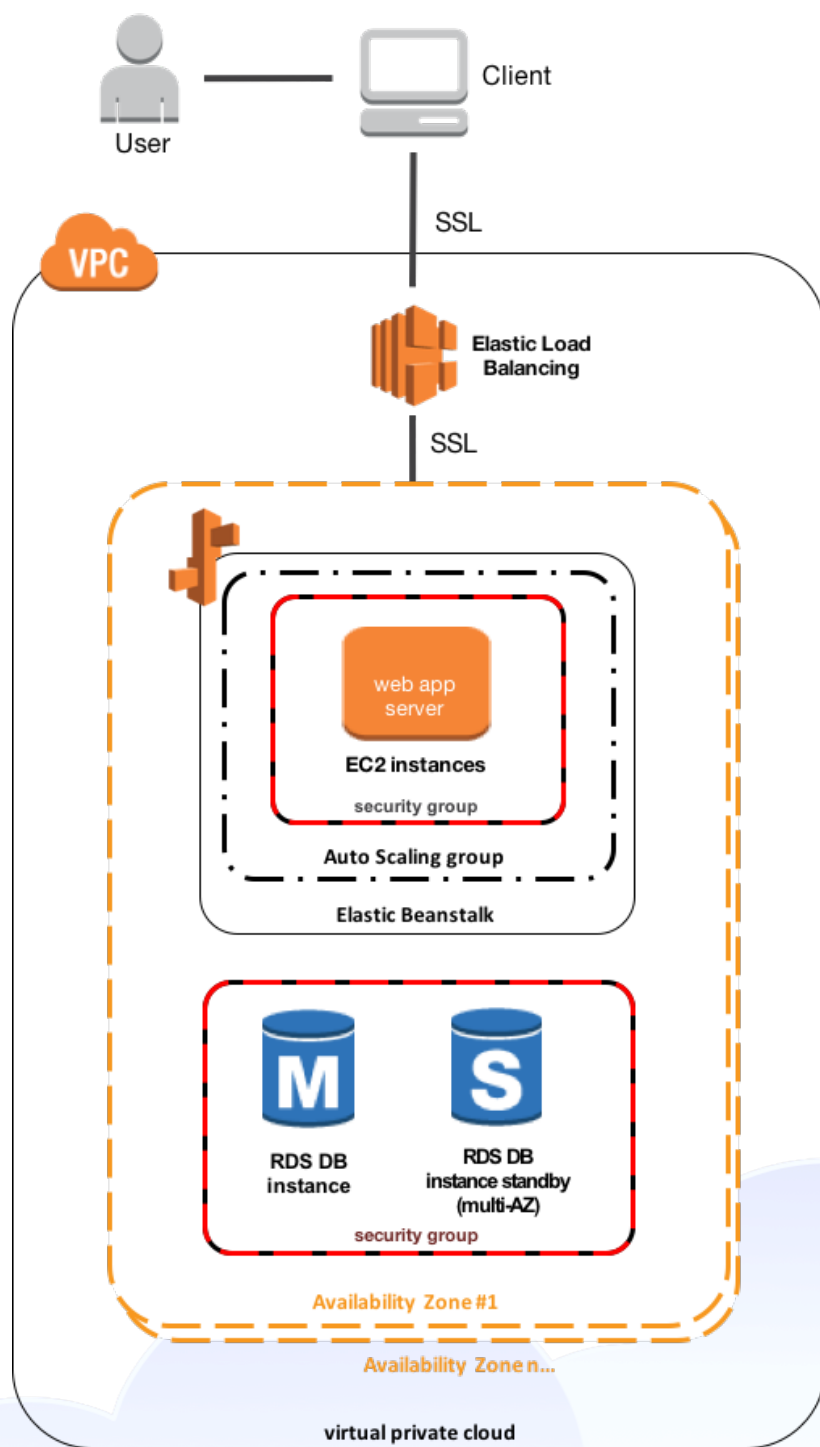 User
Client
SSL
VPC
Elastic Load
Balancing
SSL
web app
server
EC2 instances
security group
Auto Scaling group
Elastic Beanstalk
M
S
RDS DB
instance
RDS DB
instance standby
(multi-AZ)
security group
Availability Zone #1
Availability Zone n...
virtual private cloud